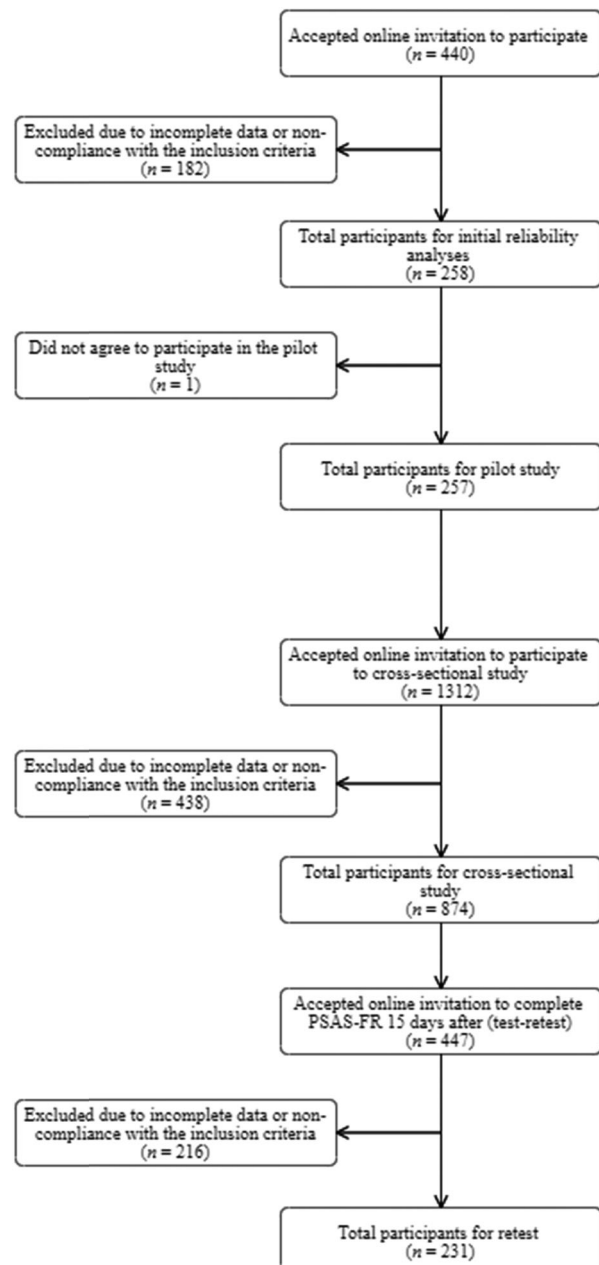 Accepted online invitation to participate
(n = 440)
Excluded due to incomplete data or non-
compliance with the inclusion criteria
(n = 182)
Total participants for initial reliability
analyses
(n = 258)
Did not agree to participate in the pilot
study
(n = 1)
Total participants for pilot study
(n = 257)
Accepted online invitation to participate
to cross-sectional study
(n = 1312)
Excluded due to incomplete data or non-
compliance with the inclusion criteria
(n = 438)
Total participants for cross-sectional
study
(n = 874)
Accepted online invitation to complete
PSAS-FR 15 days after (test-retest)
(n = 447)
Excluded due to incomplete data or non-
compliance with the inclusion criteria
(n = 216)
Total participants for retest
(n = 231)